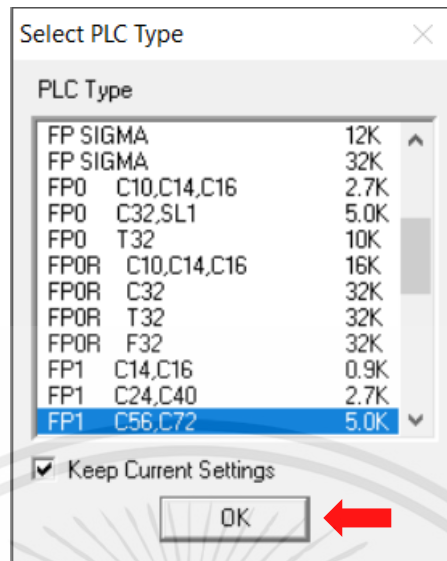 Select PLC Type
PLC Type
FP SIGMA 12K
FP SIGMA 32K
FP0 C10,C14,C16 2.7K
FP0 C32,SL1 5.0K
FP0 T32 10K
FP0R C10,C14,C16 16K
FP0R C32 32K
FP0R T32 32K
FP0R F32 32K
FP1 C14,C16 0.9K
FP1 C24,C40 2.7K
FP1 C56,C72 5.0K
Keep Current Settings
OK